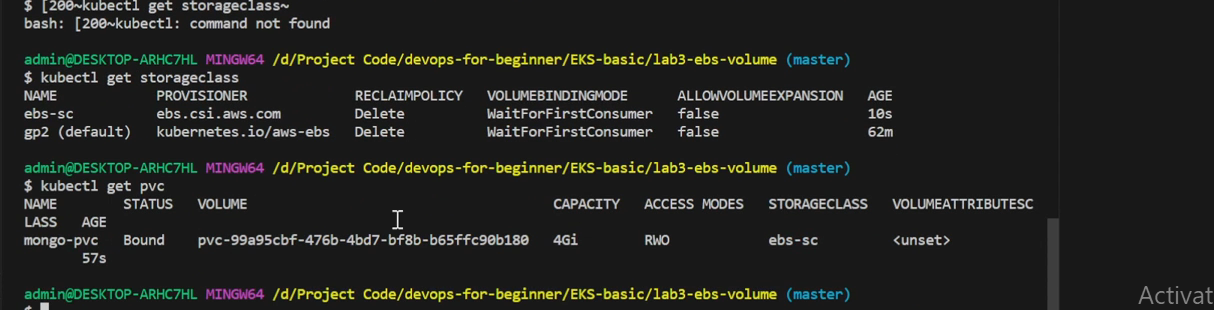 $ [200~kubectl get storageclass~
bash: [200~kubectl: command not found
admin@DESKTOP-ARHC7HL MINGW64 /d/Project Code/devops-for-beginner/EKS-basic/lab3-ebs-volume (master)
$ kubectl get storageclass
NAME PROVISIONER RECLAIMPOLICY VOLUMEBINDINGMODE ALLOWVOLUMEEXPANSION AGE
ebs-sc ebs.csi.aws.com Delete WaitForFirstConsumer false 10s
gp2 (default) kubernetes.io/aws-ebs Delete WaitForFirstConsumer false 62m
admin@DESKTOP-ARHC7HL MINGW64 /d/Project Code/devops-for-beginner/EKS-basic/lab3-ebs-volume (master)
$ kubectl get pvc
NAME STATUS VOLUME CAPACITY ACCESS MODES STORAGECLASS VOLUMEATTRIBUTESC
LASS AGE
mongo-pvc Bound pvc-99a95cbf-476b-4bd7-bf8b-b65ffc90b180 4Gi RWO ebs-sc <unset>
57s
admin@DESKTOP-ARHC7HL MINGW64 /d/Project Code/devops-for-beginner/EKS-basic/lab3-ebs-volume (master)
$
Activat